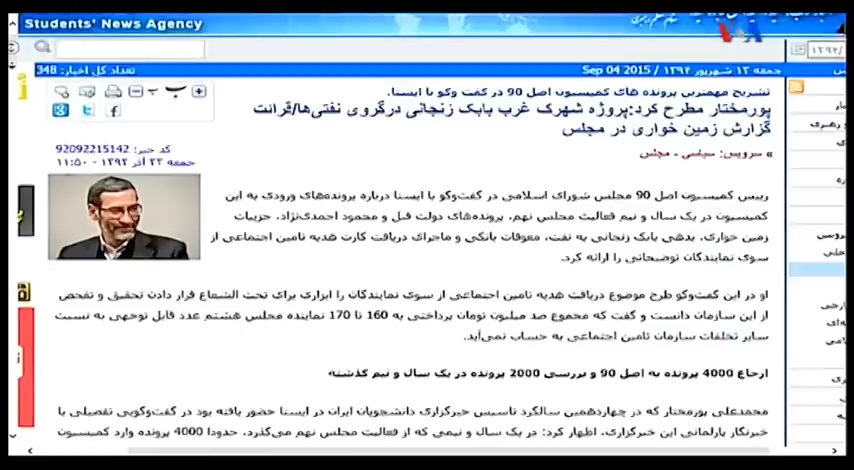 Students' News Agency
VOA
تعداد کل اخبار: 348
جمعه ۱۳ شهریور ۱۳۹۴ / Sep 04 2015
تشریح مهمترین پرونده های کمیسیون اصل 90 در گفت وگو با ایسنا.
پورمختار مطرح کرد:پروژه شهرک غرب بابک زنجانی درگروی نفتی‌ها/قرائت
گزارش زمین خواری در مجلس
» سرویس: سیاسی - مجلس
کد خبر: 92092215142
جمعه ۲۲ آذر ۱۳۹۲ - ۱۱:۵۰
رییس کمیسیون اصل 90 مجلس شورای اسلامی در گفت‌وگو با ایسنا درباره پرونده‌های ورودی به این
کمیسیون در یک سال و نیم فعالیت مجلس نهم، پرونده‌های دولت قبل و محمود احمدی‌نژاد، جزییات
زمین خواری، بدهی بابک زنجانی به نفت، معوقات بانکی و ماجرای دریافت کارت هدیه تامین اجتماعی از
سوی نمایندگان توضیحاتی را ارائه کرد.
او در این گفت‌وگو طرح موضوع دریافت هدیه تامین اجتماعی از سوی نمایندگان را ابزاری برای تحت الشعاع قرار دادن تحقیق و تفحص
از این سازمان دانست و گفت که مجموع صد میلیون تومان پرداختی به 160 تا 170 نماینده مجلس هشتم عدد قابل توجهی به نسبت
سایر تخلفات سازمان تامین اجتماعی به حساب نمی‌آید.
ارجاع 4000 پرونده به اصل 90 و بررسی 2000 پرونده در یک سال و نیم گذشته
محمدعلی پورمختار که در چهاردهمین سالگرد تاسیس خبرگزاری دانشجویان ایران در ایسنا حضور یافته بود در گفت‌وگویی تفصیلی با
خبرنگار پارلمانی این خبرگزاری، اظهار کرد: در یک سال و نیمی که از فعالیت مجلس نهم می‌گذرد، حدودا 4000 پرونده وارد کمیسیون